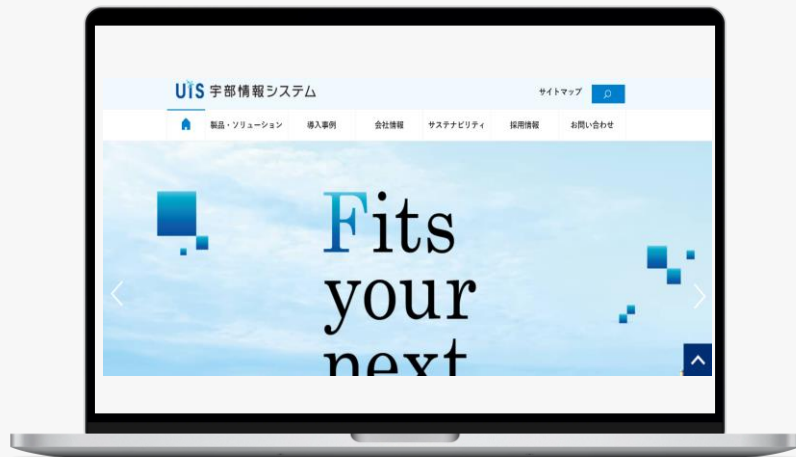 UIS 宇部情報システム
サイトマップ
製品・ソリューション 導入事例 会社情報 サステナビリティ 採用情報 お問い合わせ
Fits
your
next